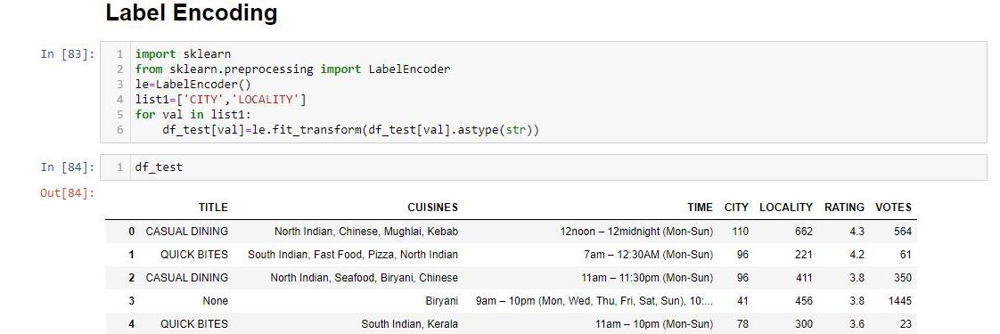 Label Encoding
In [83]:
1 import sklearn
2 from sklearn.preprocessing import LabelEncoder
3 le=LabelEncoder()
4 list1=['CITY','LOCALITY']
5 for val in list1:
6     df_test[val]=le.fit_transform(df_test[val].astype(str))
In [84]: 1 df_test
Out[84]:
TITLE CUISINES TIME CITY LOCALITY RATING VOTES
0 CASUAL DINING North Indian, Chinese, Mughlai, Kebab 12noon – 12midnight (Mon-Sun) 110 662 4.3 564
1 QUICK BITES South Indian, Fast Food, Pizza, North Indian 7am – 12:30AM (Mon-Sun) 96 221 4.2 61
2 CASUAL DINING North Indian, Seafood, Biryani, Chinese 11am – 11:30pm (Mon-Sun) 96 411 3.8 350
3 None Biryani 9am – 10pm (Mon, Wed, Thu, Fri, Sat, Sun), 10:... 41 456 3.8 1445
4 QUICK BITES South Indian, Kerala 11am – 10pm (Mon-Sun) 78 300 3.6 23